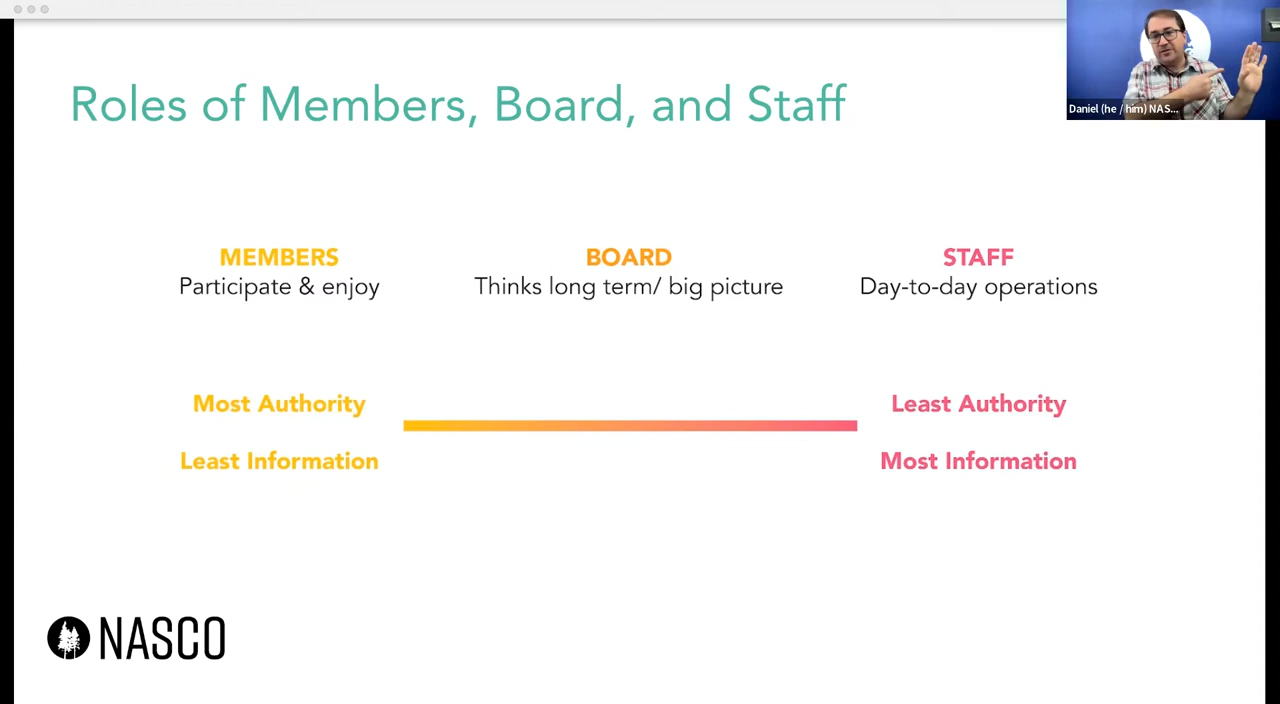 Roles of Members, Board, and Staff
Daniel (he / him) NAS...
MEMBERS
Participate & enjoy
BOARD
Thinks long term/ big picture
STAFF
Day-to-day operations
Most Authority
Least Information
Least Authority
Most Information
NASCO